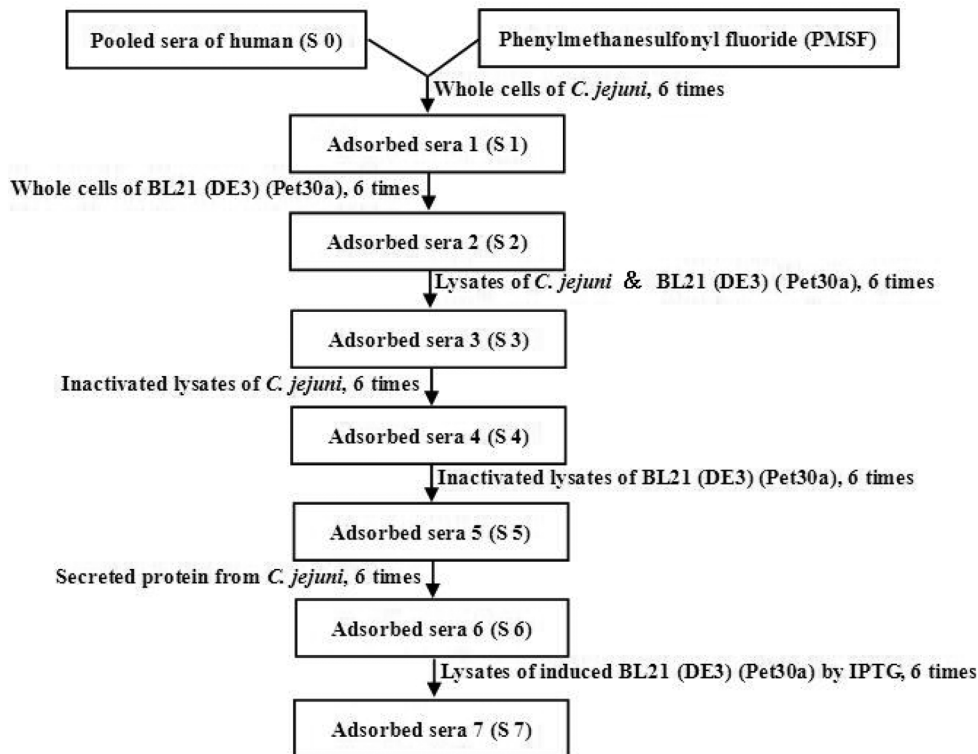 Pooled sera of human (S 0)
Phenylmethanesulfonyl fluoride (PMSF)
Whole cells of C. jejuni, 6 times
Adsorbed sera 1 (S 1)
Whole cells of BL21 (DE3) (Pet30a), 6 times
Adsorbed sera 2 (S 2)
Lysates of C. jejuni & BL21 (DE3) ( Pet30a), 6 times
Adsorbed sera 3 (S 3)
Inactivated lysates of C. jejuni, 6 times
Adsorbed sera 4 (S 4)
Inactivated lysates of BL21 (DE3) (Pet30a), 6 times
Adsorbed sera 5 (S 5)
Secreted protein from C. jejuni, 6 times
Adsorbed sera 6 (S 6)
Lysates of induced BL21 (DE3) (Pet30a) by IPTG, 6 times
Adsorbed sera 7 (S 7)